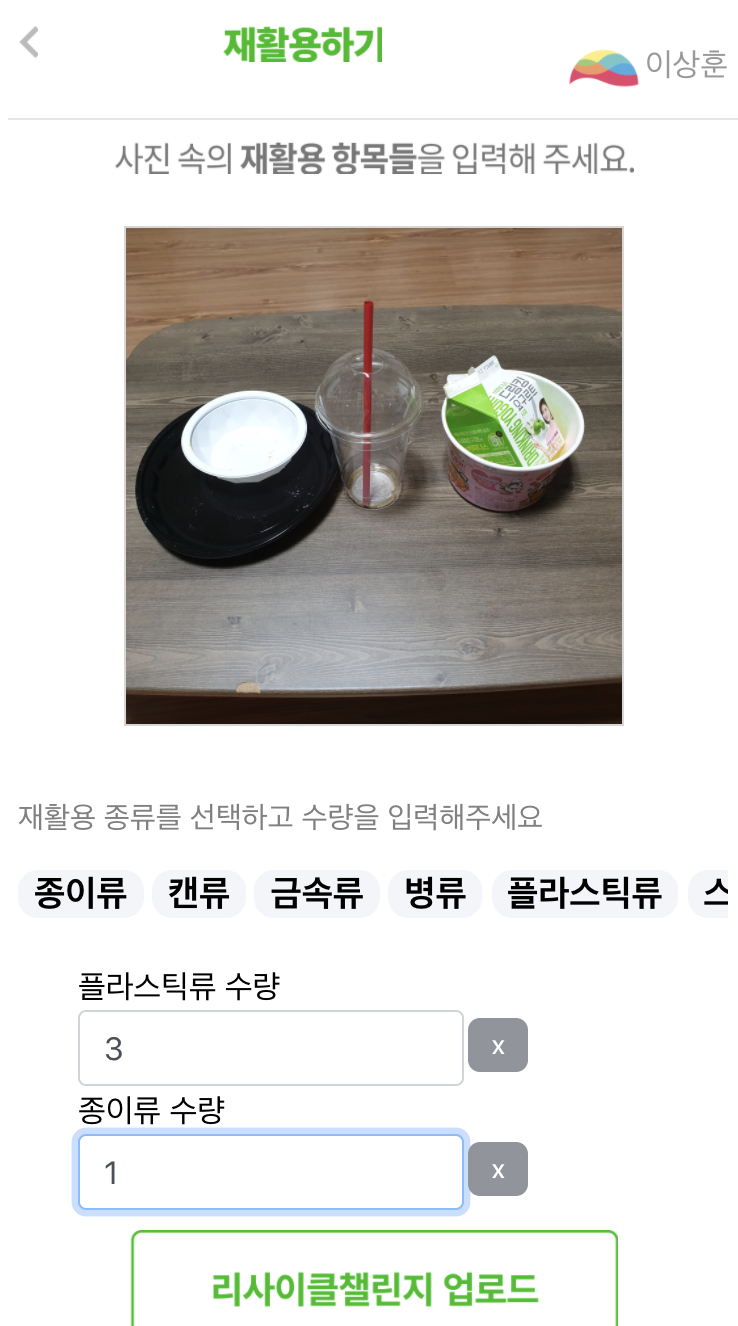 재활용하기
이상훈
사진 속의 재활용 항목들을 입력해 주세요.
DRINKING YOGURT
재활용 종류를 선택하고 수량을 입력해주세요
종이류 캔류 금속류 병류 플라스틱류 스
플라스틱류 수량
3
x
종이류 수량
1
x
리사이클챌린지 업로드